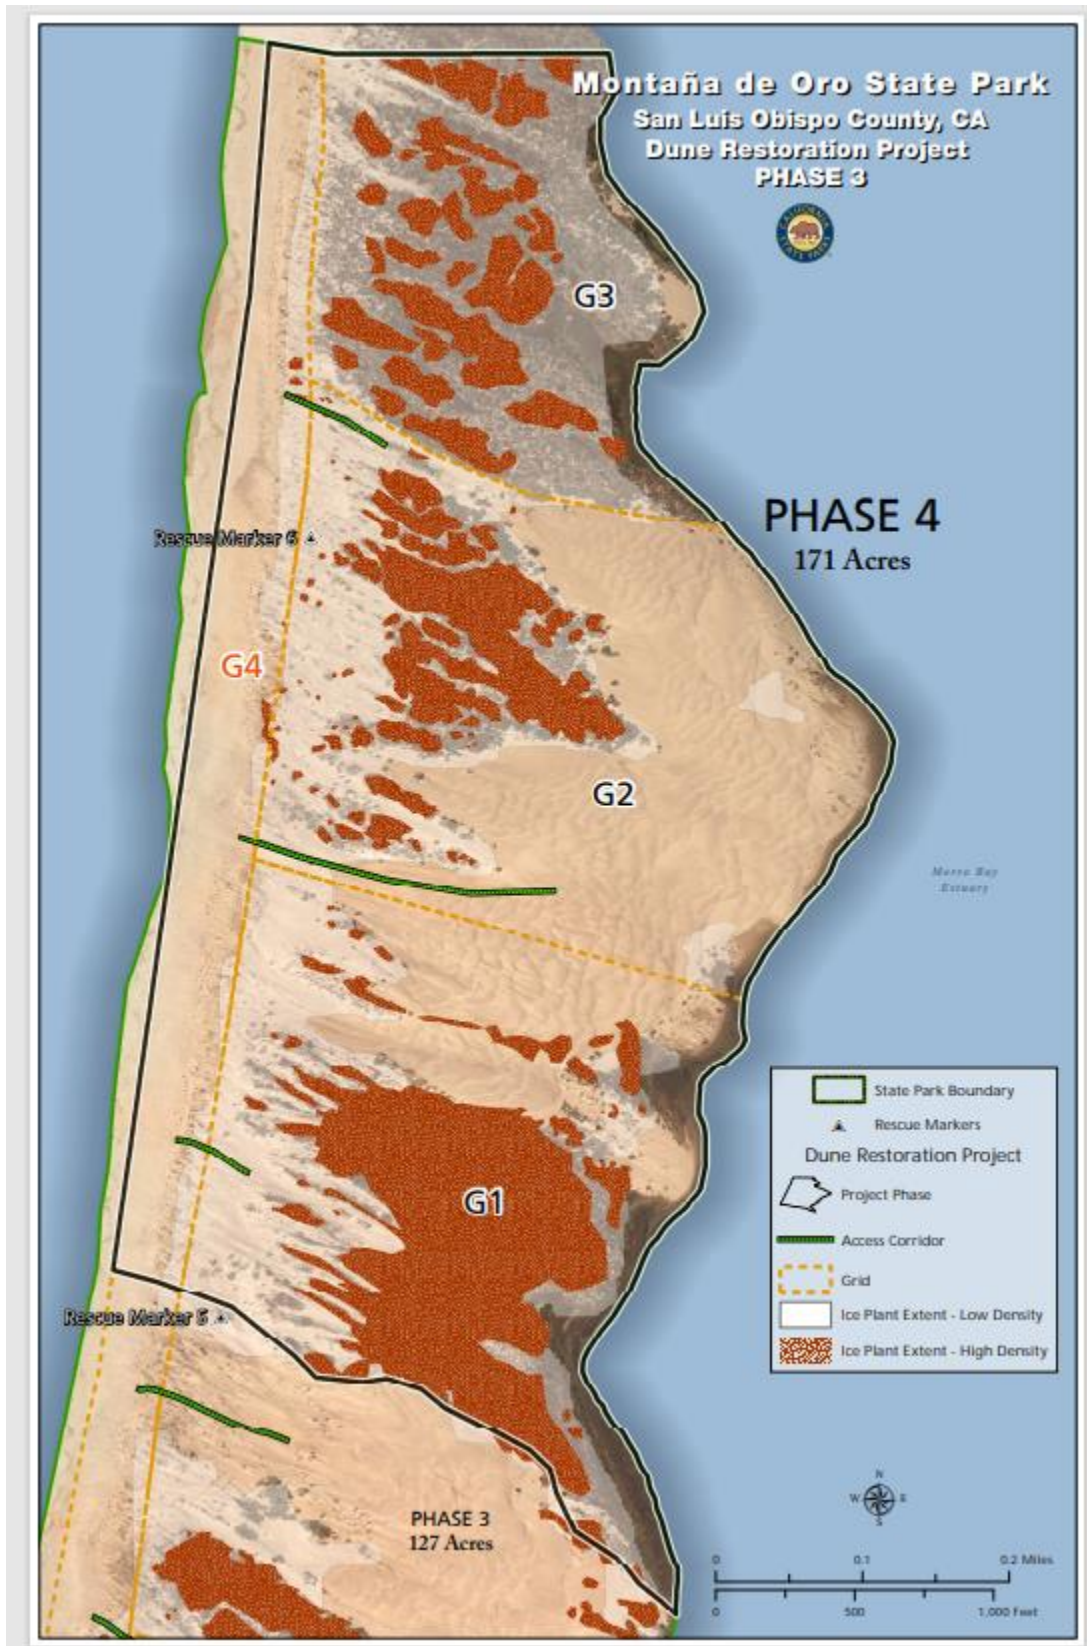 Montaña de Oro State Park
San Luis Obispo County, CA
Dune Restoration Project
PHASE 3
G3
PHASE 4
171 Acres
Rescue Marker 6
G4
G2
Morro Bay
Estuary
G1
State Park Boundary
Rescue Markers
Dune Restoration Project
Project Phase
Access Corridor
Grid
Ice Plant Extent - Low Density
Ice Plant Extent - High Density
Rescue Marker 5
PHASE 3
127 Acres
N
W E
S
0 0.1 0.2 Miles
0 500 1,000 Feet